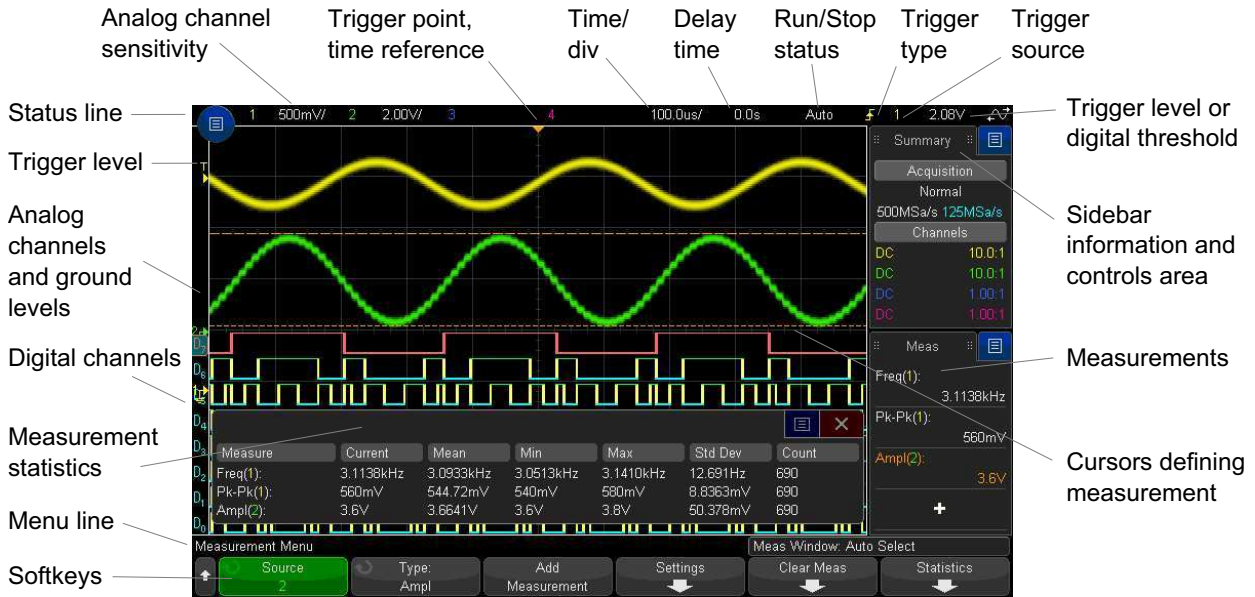 Analog channel
sensitivity
Trigger point,
time reference
Time/
div
Delay
time
Run/Stop
status
Trigger
type
Trigger
source
Status line
Trigger level
Analog
channels
and ground
levels
Digital channels
Measurement
statistics
Menu line
Softkeys
Trigger level or
digital threshold
Sidebar
information and
controls area
Measurements
Cursors defining
measurement
1 500mV/ 2 2.00V/ 3 4 100.0us/ 0.0s Auto 1 2.08V
T
Summary
Acquisition
Normal
500MSa/s 125MSa/s
Channels
DC 10.0:1
DC 10.0:1
DC 1.00:1
DC 1.00:1
Meas
Freq(1):
3.1138kHz
Pk-Pk(1):
560mV
Ampl(2):
3.6V
2
D7
D6
D4
D3
D2
D1
D0
Measure Current Mean Min Max Std Dev Count
Freq(1): 3.1138kHz 3.0933kHz 3.0513kHz 3.1410kHz 12.691Hz 690
Pk-Pk(1): 560mV 544.72mV 540mV 580mV 8.8363mV 690
Ampl(2): 3.6V 3.6641V 3.6V 3.8V 50.378mV 690
Measurement Menu
Meas Window: Auto Select
Source
2
Type:
Ampl
Add
Measurement
Settings
Clear Meas
Statistics